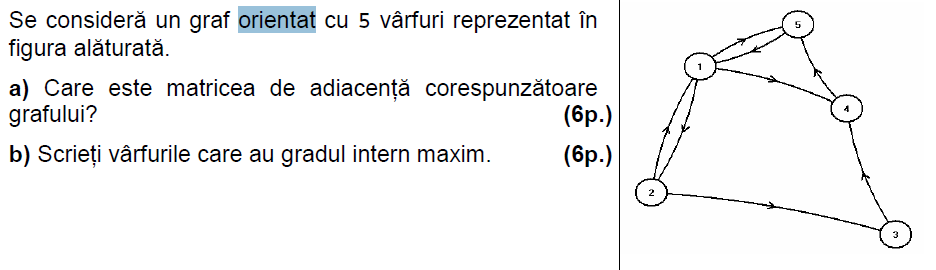 Se consideră un graf orientat cu 5 vârfuri reprezentat în
figura alăturată.
a) Care este matricea de adiacență corespunzătoare
grafului? (6p.)
b) Scrieți vârfurile care au gradul intern maxim. (6p.)
5
1
4
2
3